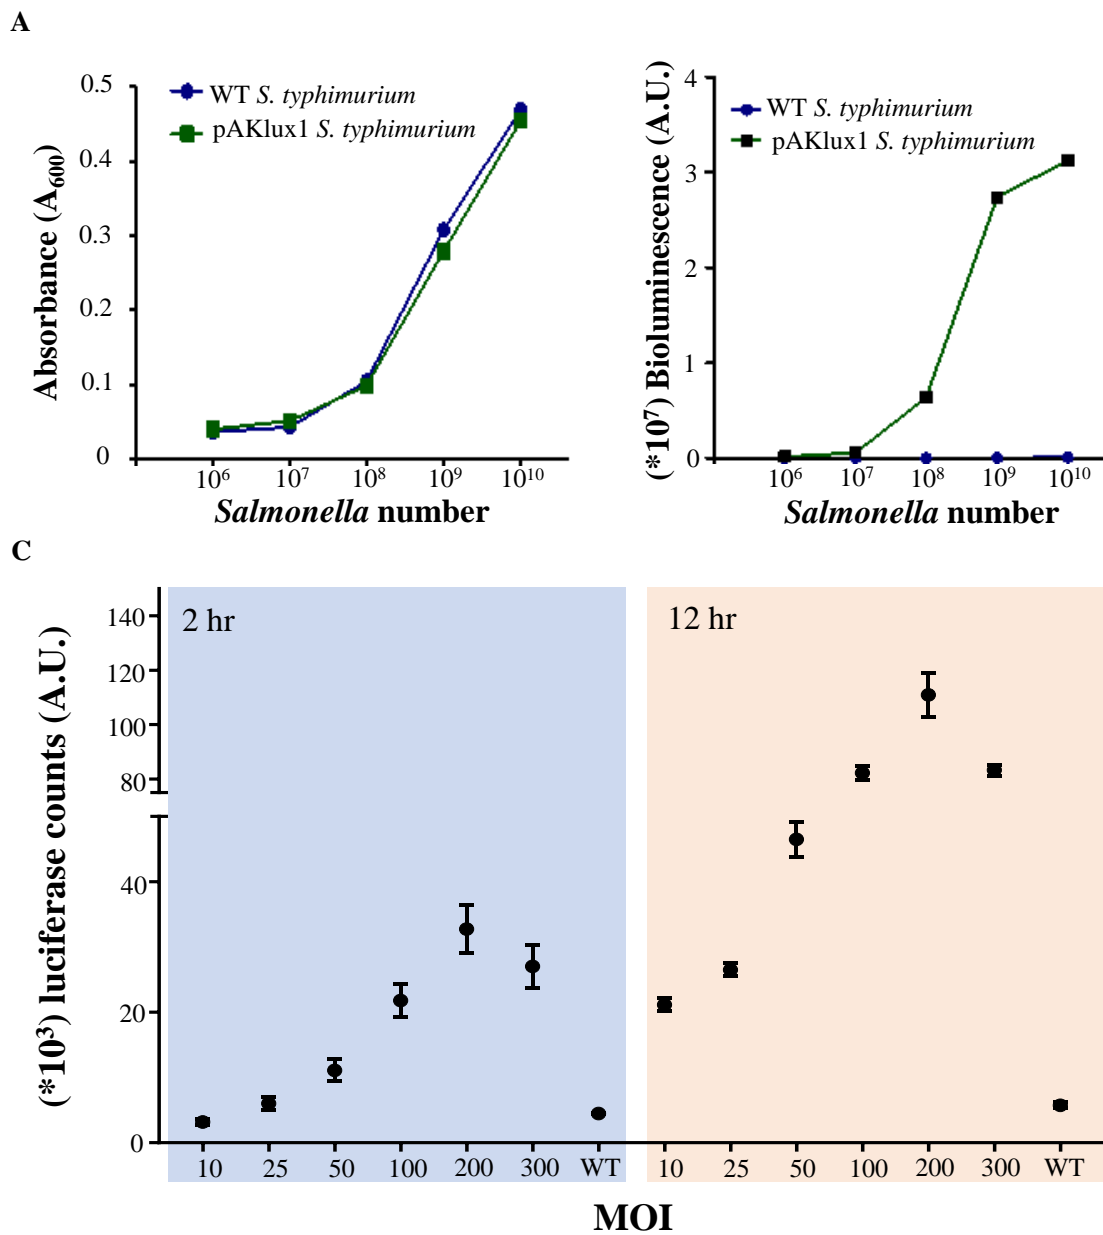 A
Absorbance (A600)
0.5
0.4
0.3
0.2
0.1
0
WT S. typhimurium
pAKlux1 S. typhimurium
10⁶ 10⁷ 10⁸ 10⁹ 10¹⁰
Salmonella number
(*10⁷) Bioluminescence (A.U.)
4
3
2
1
0
WT S. typhimurium
pAKlux1 S. typhimurium
10⁶ 10⁷ 10⁸ 10⁹ 10¹⁰
Salmonella number
C
(*10³) luciferase counts (A.U.)
140
120
100
80
40
20
0
2 hr
12 hr
10 25 50 100 200 300 WT
10 25 50 100 200 300 WT
MOI